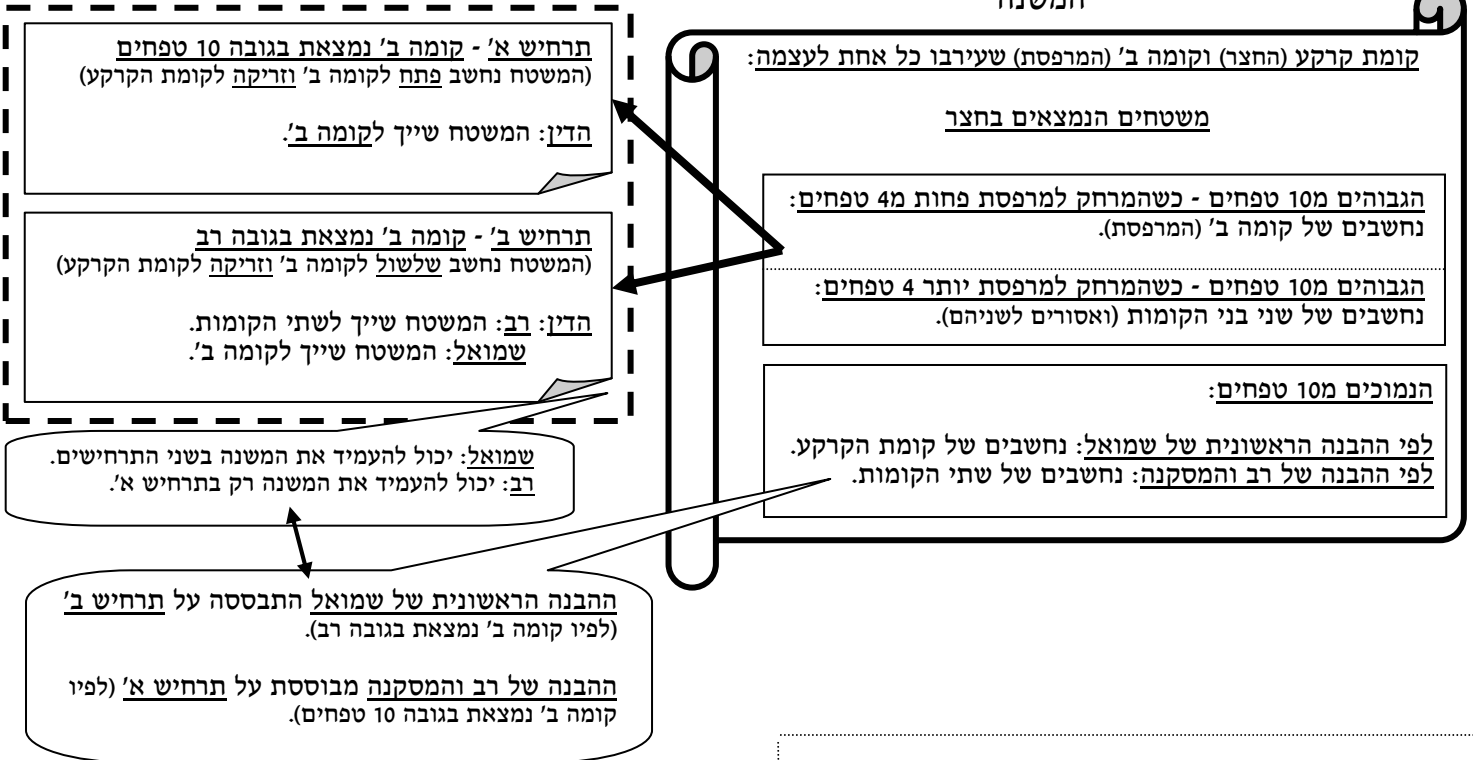 המשנה
קומת קרקע (החצר) וקומה ב' (המרפסת) שעירבו כל אחת לעצמה:
משטחים הנמצאים בחצר
הגבוהים מ10 טפחים - כשהמרחק למרפסת פחות מ4 טפחים:
נחשבים של קומה ב' (המרפסת).
הגבוהים מ10 טפחים - כשהמרחק למרפסת יותר 4 טפחים:
נחשבים של שני בני הקומות (ואסורים לשניהם).
הנמוכים מ10 טפחים:
לפי ההבנה הראשונית של שמואל: נחשבים של קומת הקרקע.
לפי ההבנה של רב והמסקנה: נחשבים של שתי הקומות.
תרחיש א' - קומה ב' נמצאת בגובה 10 טפחים
(המשטח נחשב פתח לקומה ב' וזריקה לקומת הקרקע)
הדין: המשטח שייך לקומה ב'.
תרחיש ב' - קומה ב' נמצאת בגובה רב
(המשטח נחשב שלשול לקומה ב' וזריקה לקומת הקרקע)
הדין: רב: המשטח שייך לשתי הקומות.
שמואל: המשטח שייך לקומה ב'.
שמואל: יכול להעמיד את המשנה בשני התרחישים.
רב: יכול להעמיד את המשנה רק בתרחיש א'.
ההבנה הראשונית של שמואל התבססה על תרחיש ב'
(לפיו קומה ב' נמצאת בגובה רב).
ההבנה של רב והמסקנה מבוססת על תרחיש א' (לפיו
קומה ב' נמצאת בגובה 10 טפחים).